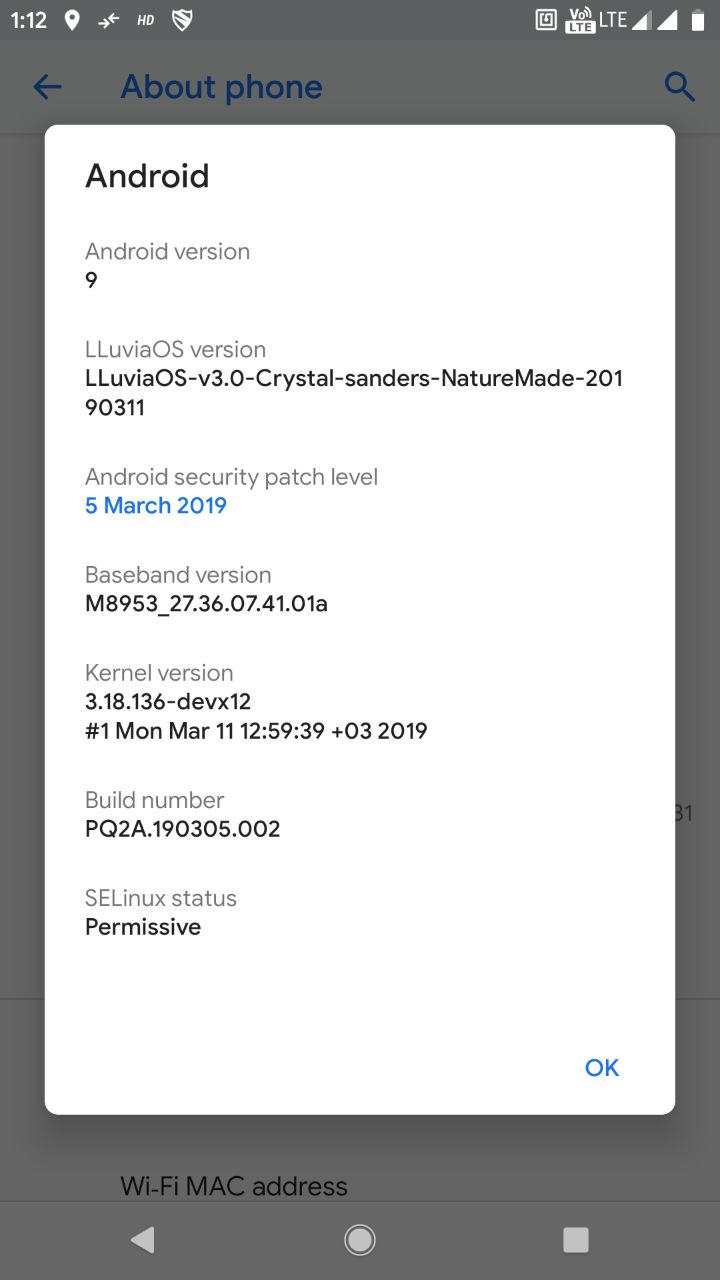 1:12 HD Vo) LTE LTE
About phone
Android
Android version
9
LLuviaOS version
LLuviaOS-v3.0-Crystal-sanders-NatureMade-201
90311
Android security patch level
5 March 2019
Baseband version
M8953_27.36.07.41.01a
Kernel version
3.18.136-devx12
#1 Mon Mar 11 12:59:39 +03 2019
Build number
PQ2A.190305.002
31
SELinux status
Permissive
OK
Wi-Fi MAC address